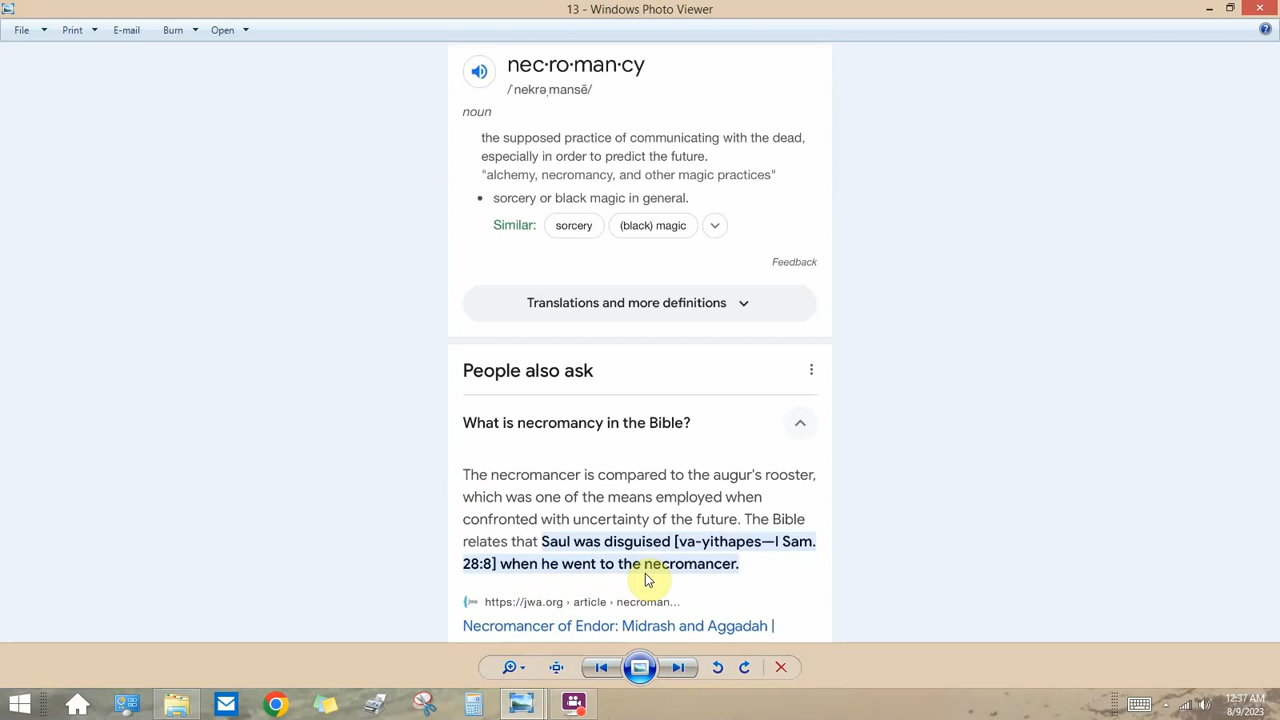 13 - Windows Photo Viewer
File Print E-mail Burn Open
nec·ro·man·cy
/ˈnekrəˌmansē/
noun
the supposed practice of communicating with the dead,
especially in order to predict the future.
"alchemy, necromancy, and other magic practices"
• sorcery or black magic in general.
Similar: sorcery (black) magic
Feedback
Translations and more definitions
People also ask
What is necromancy in the Bible?
The necromancer is compared to the augur's rooster,
which was one of the means employed when
confronted with uncertainty of the future. The Bible
relates that Saul was disguised [va-yithapes—I Sam.
28:8] when he went to the necromancer.
https://jwa.org › article › necroman...
Necromancer of Endor: Midrash and Aggadah |
12:37 AM
8/9/2023